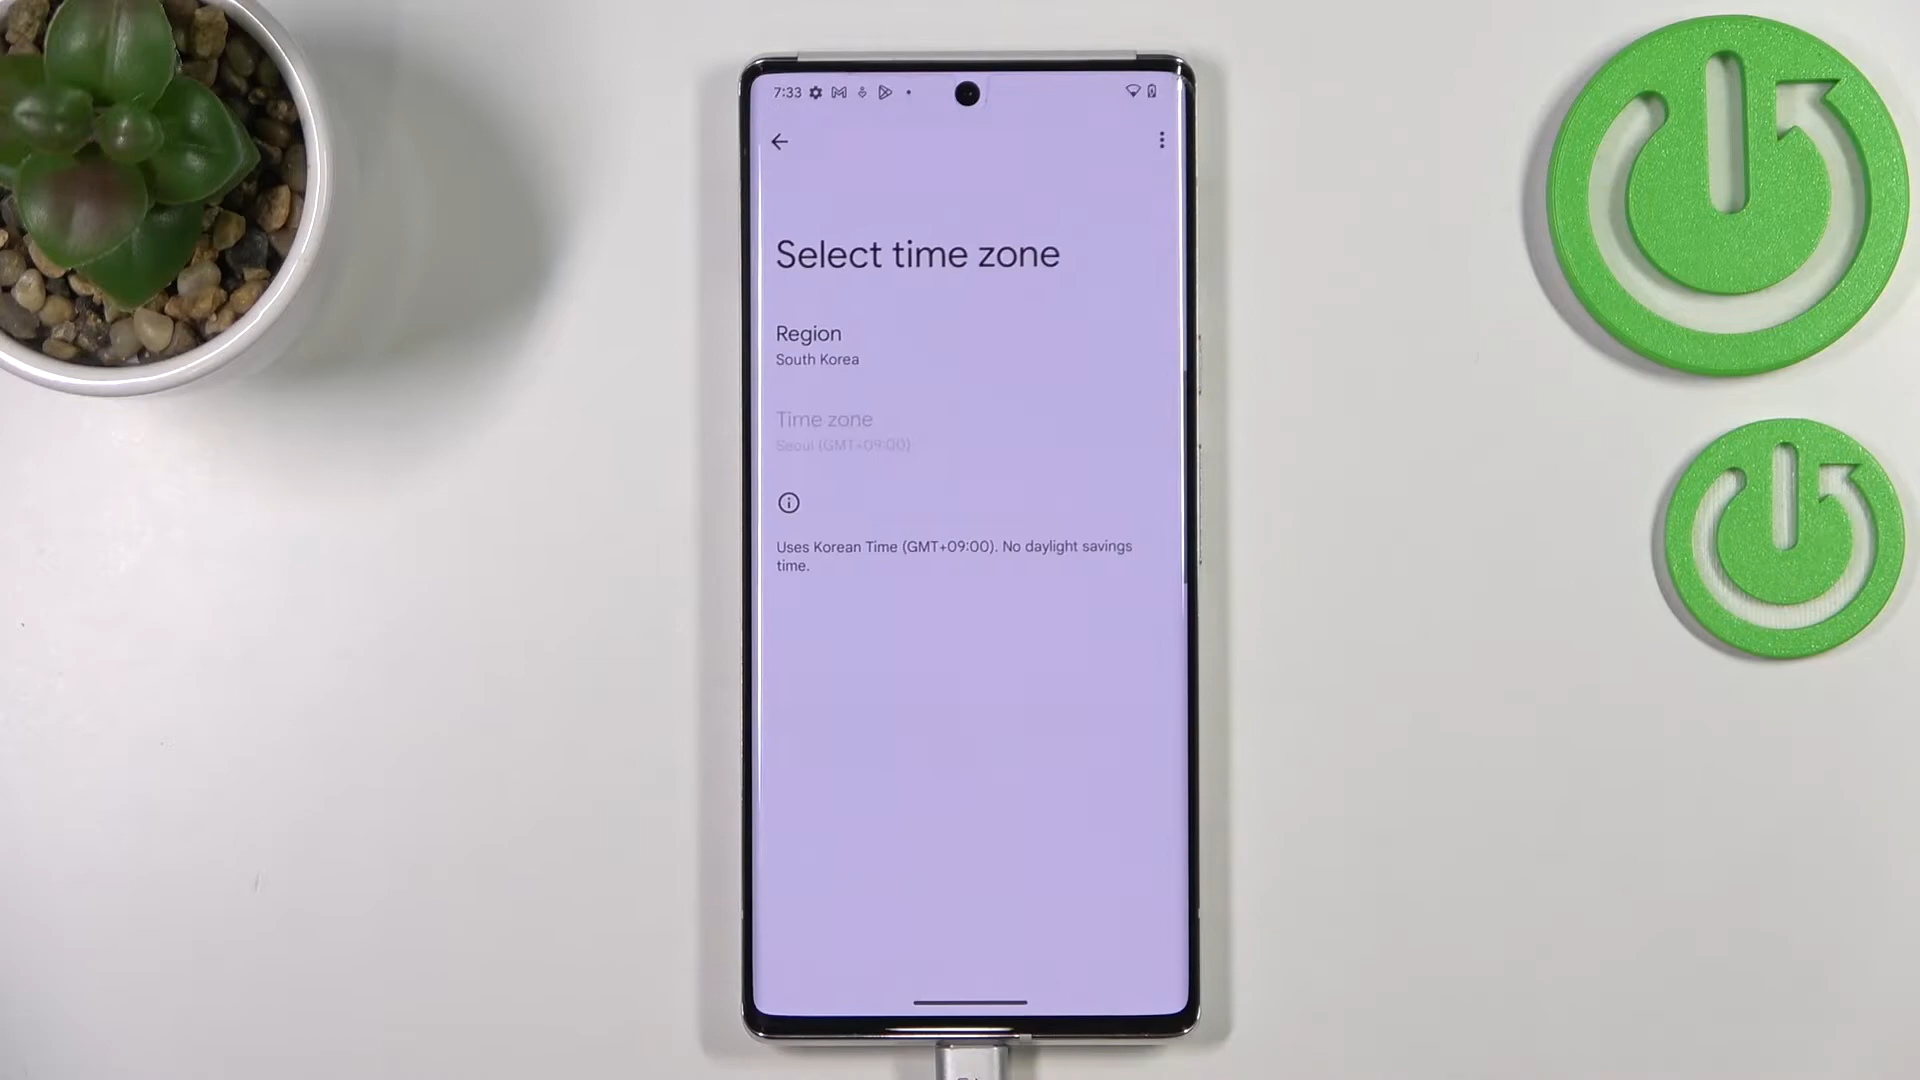 7:33
Select time zone
Region
South Korea
Time zone
Seoul (GMT+09:00)
Uses Korean Time (GMT+09:00). No daylight savings
time.